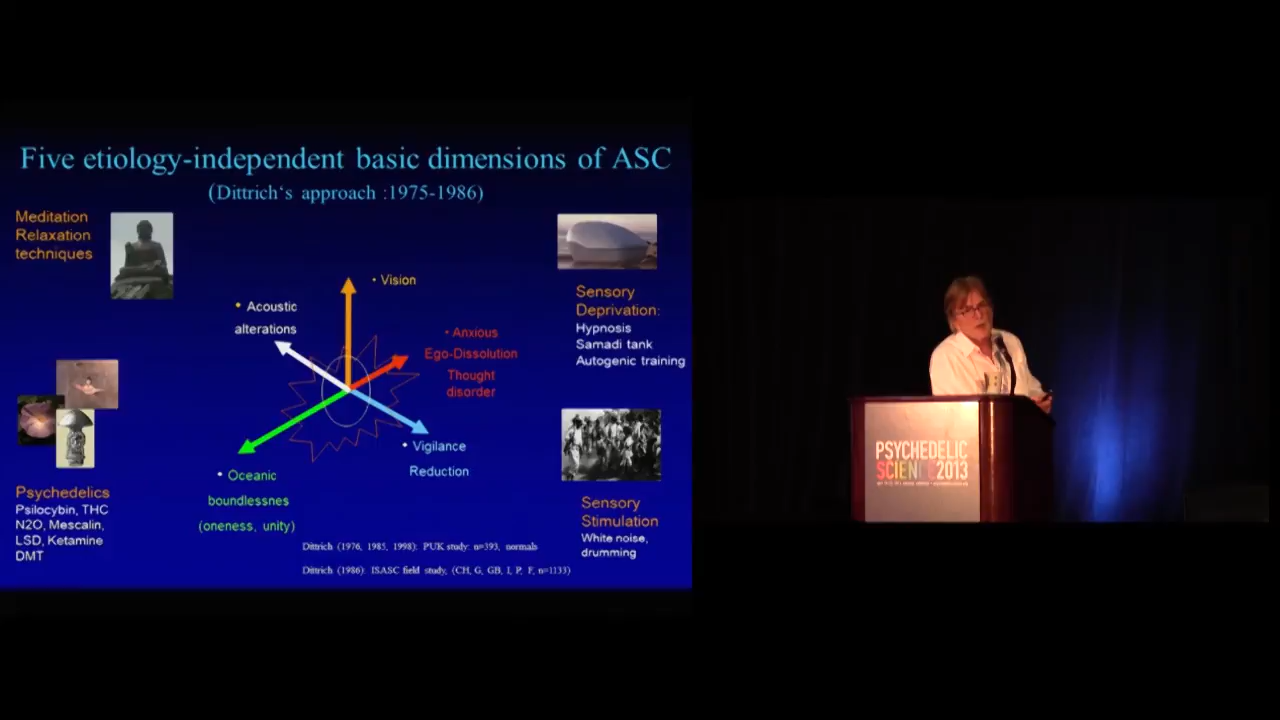 Five etiology-independent basic dimensions of ASC
(Dittrich's approach :1975-1986)
Meditation
Relaxation
techniques
• Vision
• Acoustic
alterations
• Anxious
Ego-Dissolution
Thought
disorder
• Vigilance
Reduction
• Oceanic
boundlessnes
(oneness, unity)
Sensory
Deprivation:
Hypnosis
Samadi tank
Autogenic training
Psychedelics
Psilocybin, THC
N2O, Mescalin,
LSD, Ketamine
DMT
Sensory
Stimulation
White noise,
drumming
Dittrich (1976, 1985, 1998): PUK study: n=393, normals
Dittrich (1986): ISASC field study, (CH, G, GB, I, P, F, n=1133)
PSYCHEDELIC
SCIENCE 2013